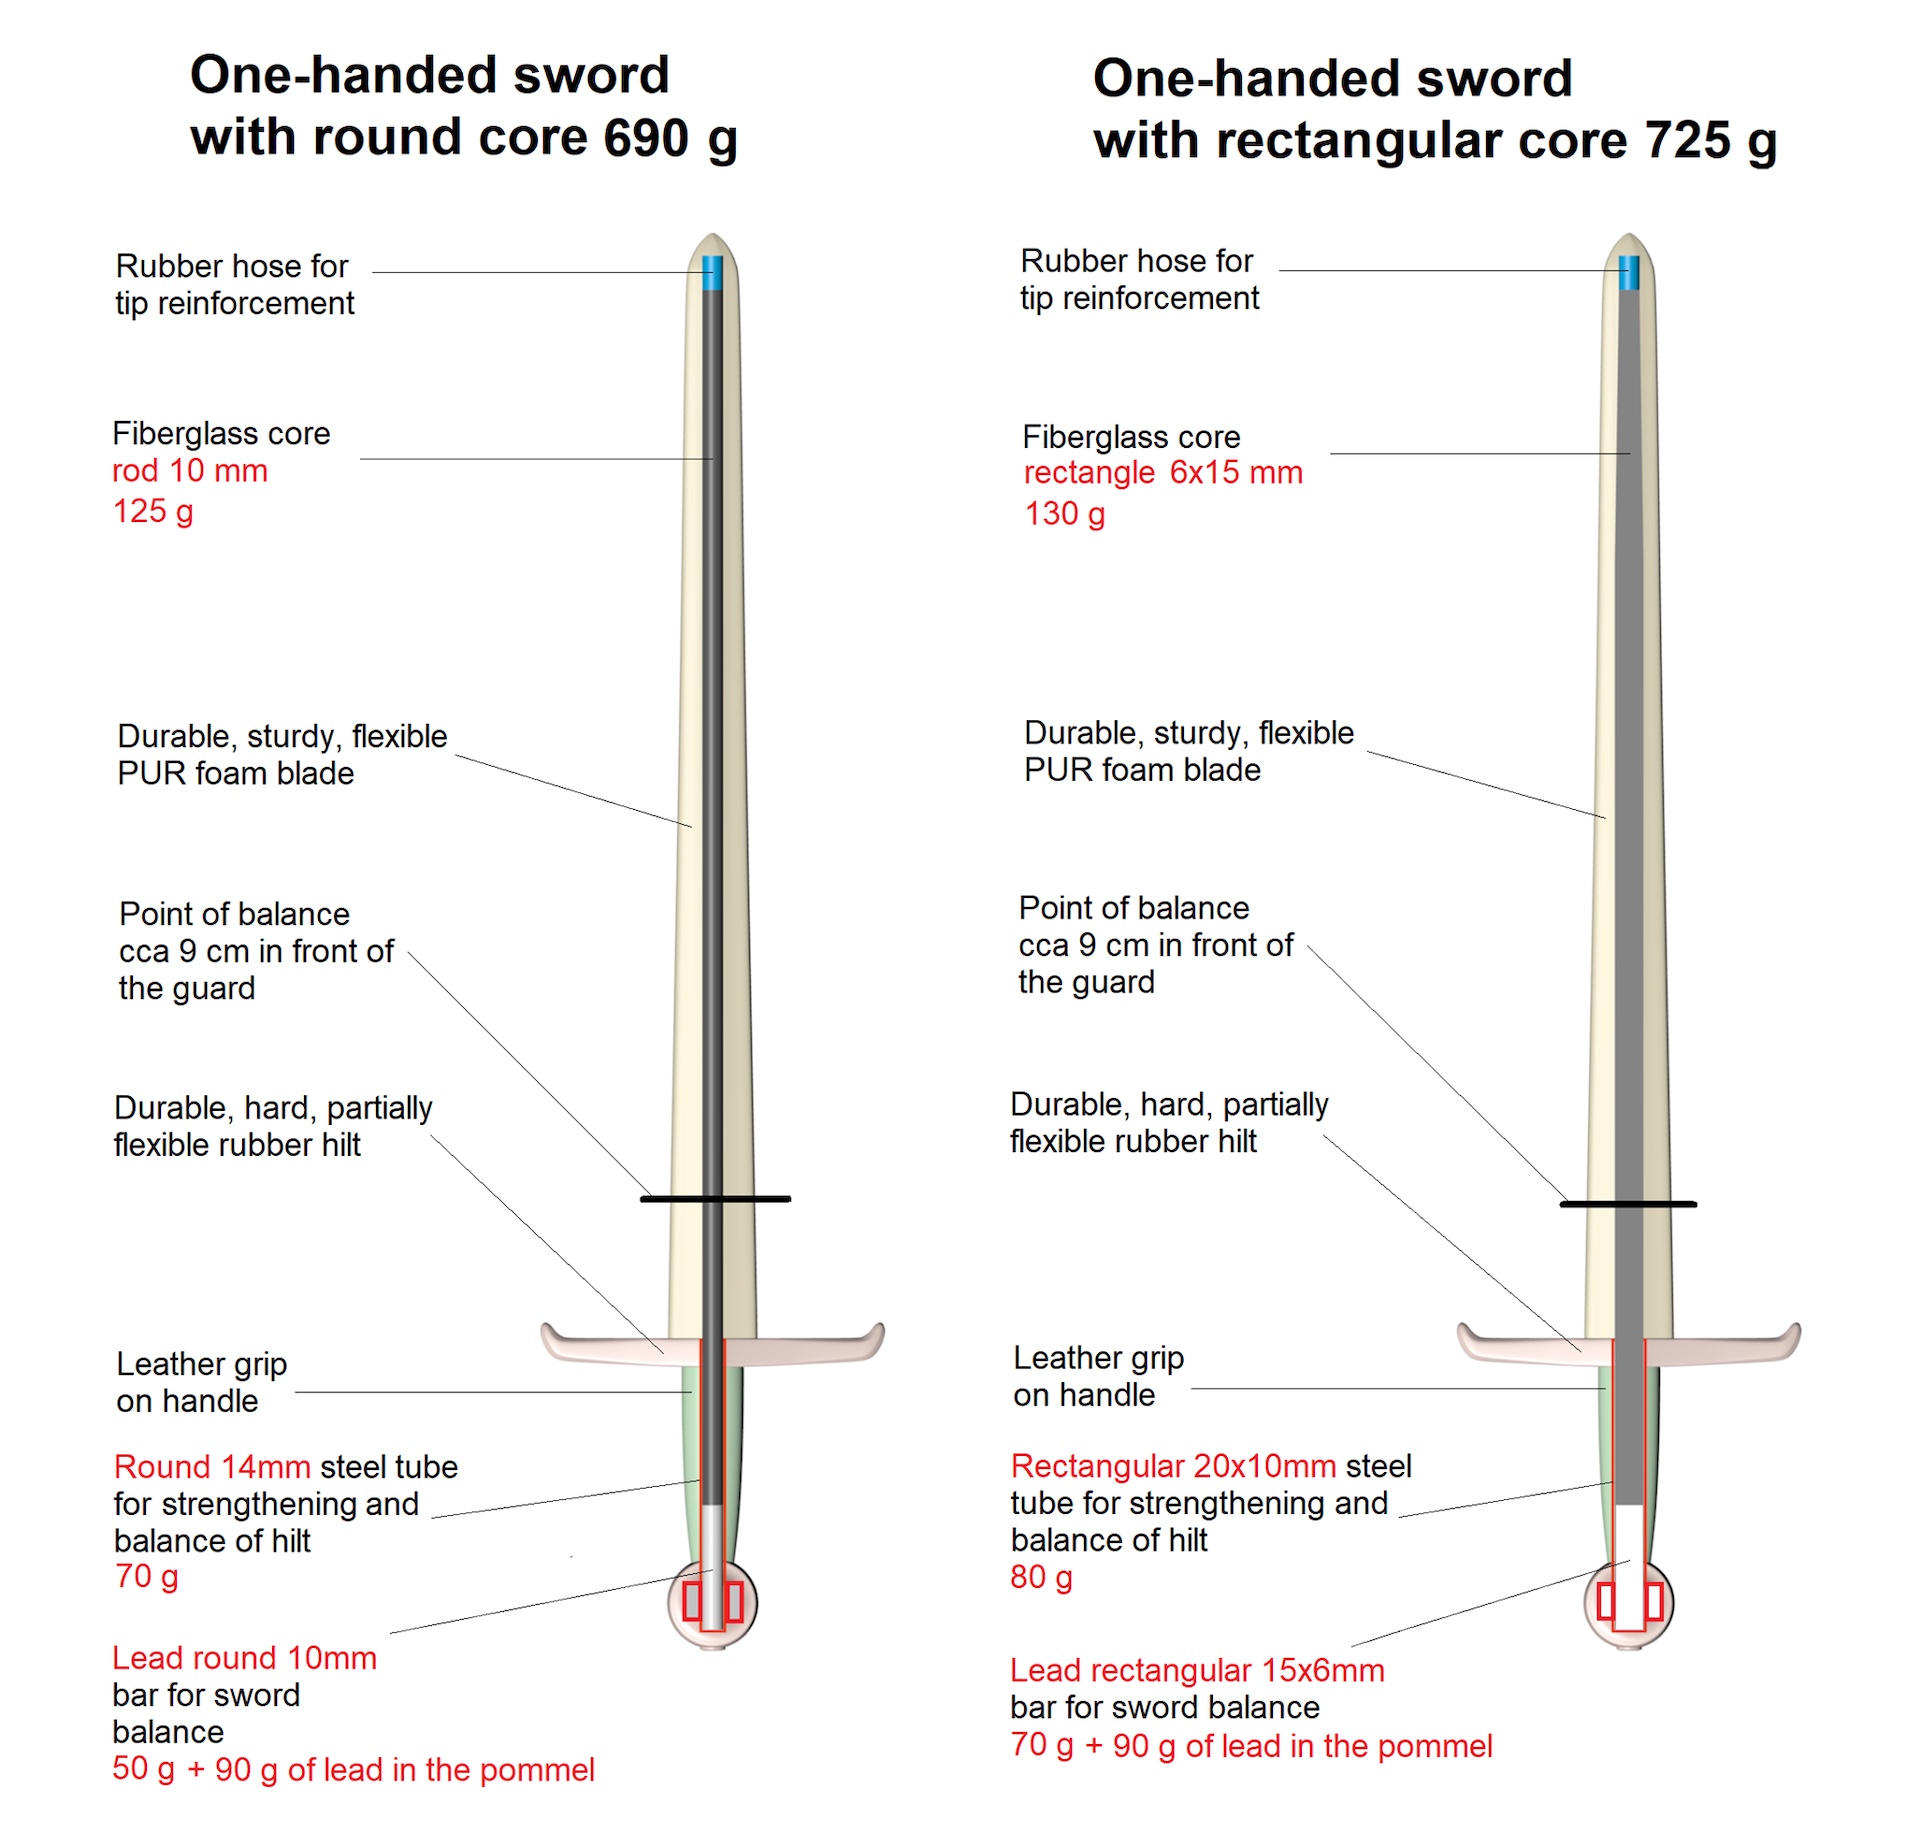 One-handed sword
with round core 690 g
Rubber hose for
tip reinforcement
Fiberglass core
rod 10 mm
125 g
Durable, sturdy, flexible
PUR foam blade
Point of balance
cca 9 cm in front of
the guard
Durable, hard, partially
flexible rubber hilt
Leather grip
on handle
Round 14mm steel tube
for strengthening and
balance of hilt
70 g
Lead round 10mm
bar for sword
balance
50 g + 90 g of lead in the pommel
One-handed sword
with rectangular core 725 g
Rubber hose for
tip reinforcement
Fiberglass core
rectangle 6x15 mm
130 g
Durable, sturdy, flexible
PUR foam blade
Point of balance
cca 9 cm in front of
the guard
Durable, hard, partially
flexible rubber hilt
Leather grip
on handle
Rectangular 20x10mm steel
tube for strengthening and
balance of hilt
80 g
Lead rectangular 15x6mm
bar for sword balance
70 g + 90 g of lead in the pommel